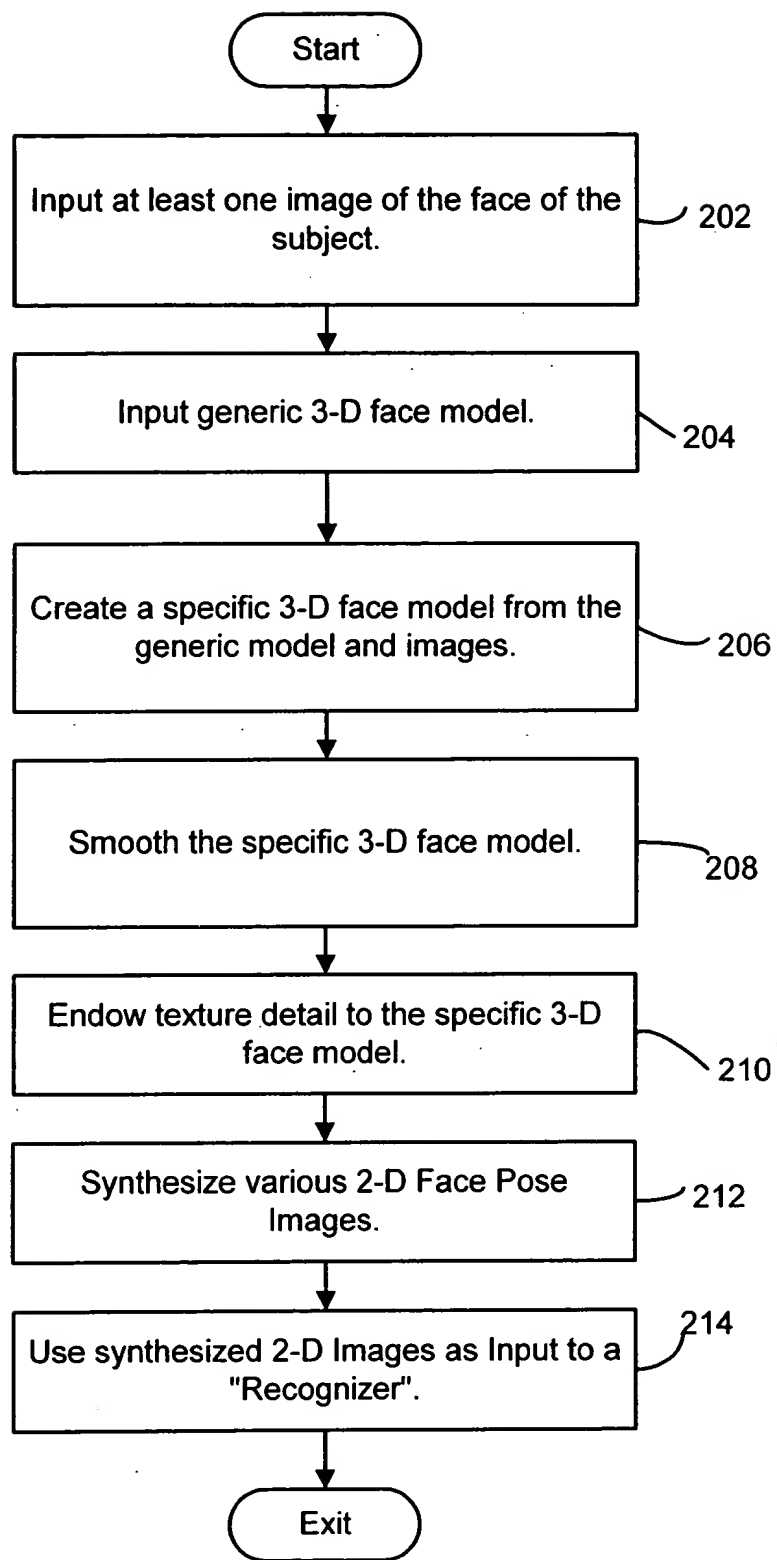 Start
Input at least one image of the face of the
subject.
202
Input generic 3-D face model.
204
Create a specific 3-D face model from the
generic model and images.
206
Smooth the specific 3-D face model.
208
Endow texture detail to the specific 3-D
face model.
210
Synthesize various 2-D Face Pose
Images.
212
Use synthesized 2-D Images as Input to a
"Recognizer".
214
Exit